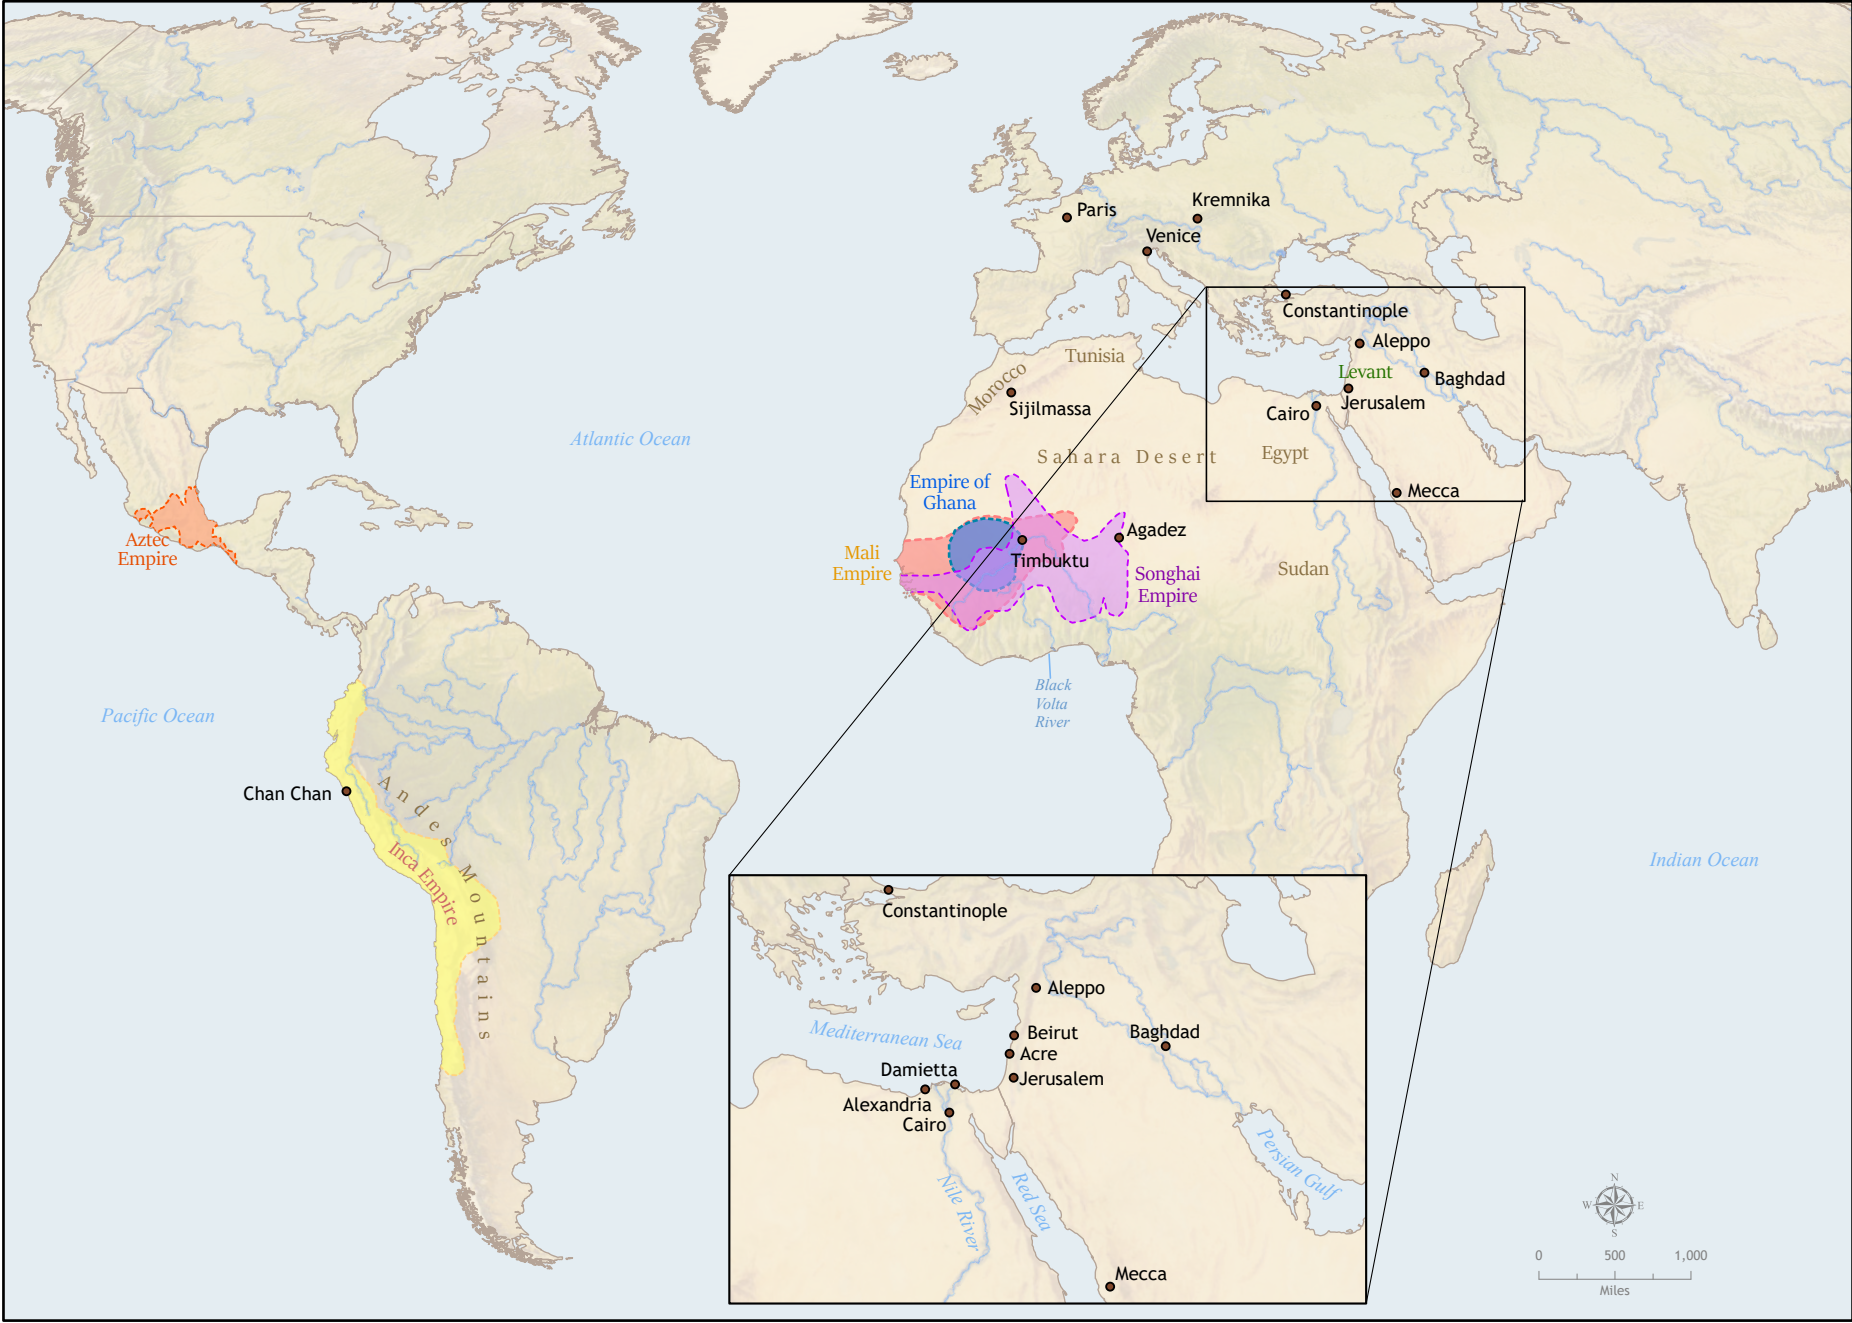 Paris
Kremnika
Venice
Constantinople
Aleppo
Levant
Baghdad
Jerusalem
Cairo
Tunisia
Morocco
Sijilmassa
Atlantic Ocean
Sahara Desert
Egypt
Mecca
Empire of
Ghana
Aztec
Empire
Mali
Empire
Agadez
Timbuktu
Songhai
Empire
Sudan
Black
Volta
River
Pacific Ocean
Chan Chan
Andes Mountains
Inca Empire
Indian Ocean
Constantinople
Aleppo
Mediterranean Sea
Beirut
Baghdad
Acre
Damietta
Jerusalem
Alexandria
Cairo
Persian Gulf
Nile River
Red Sea
Mecca
N
W
E
S
0 500 1,000
Miles